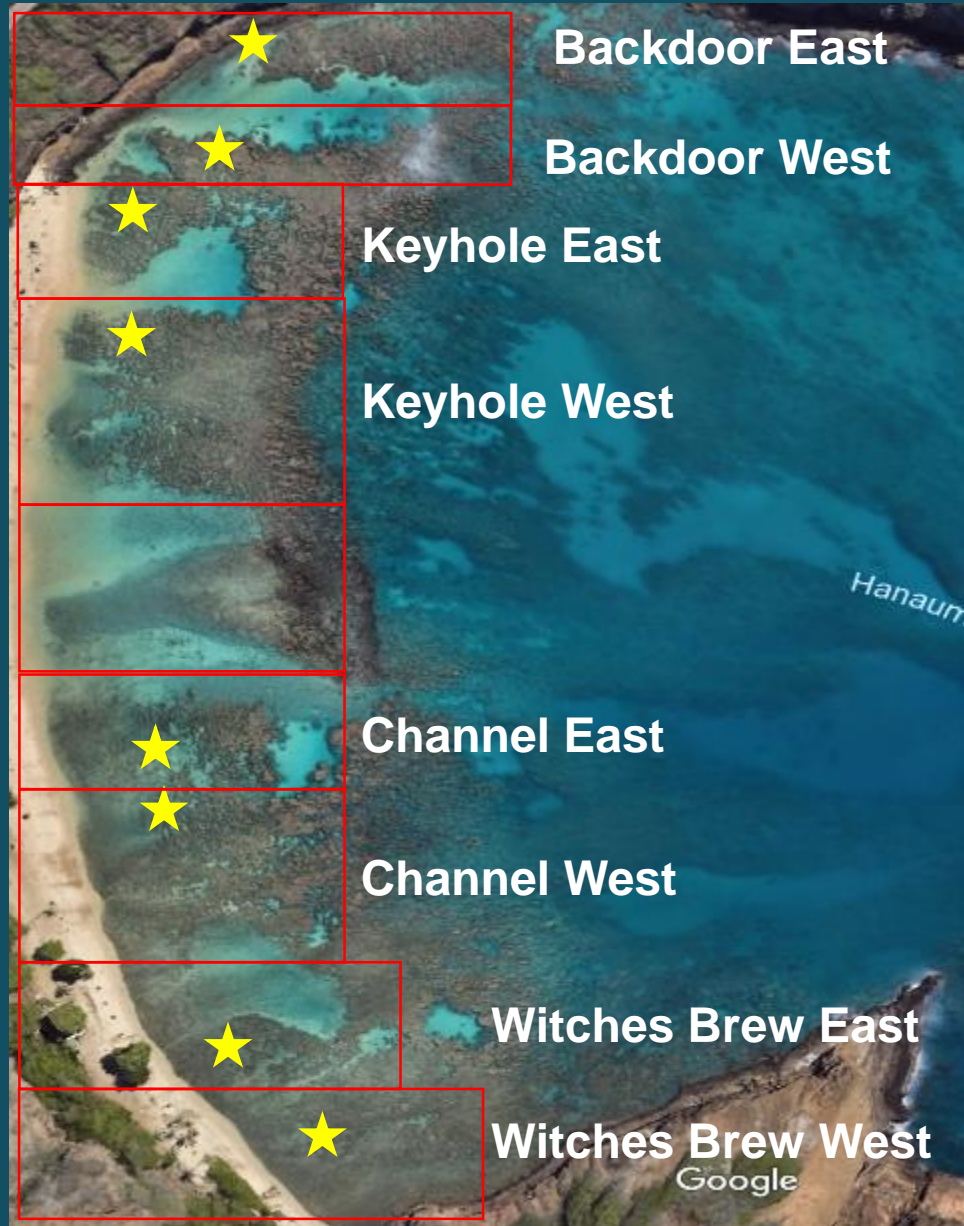 Backdoor East
Backdoor West
Keyhole East
Keyhole West
Hanaum
Channel East
Channel West
Witches Brew East
Witches Brew West
Google